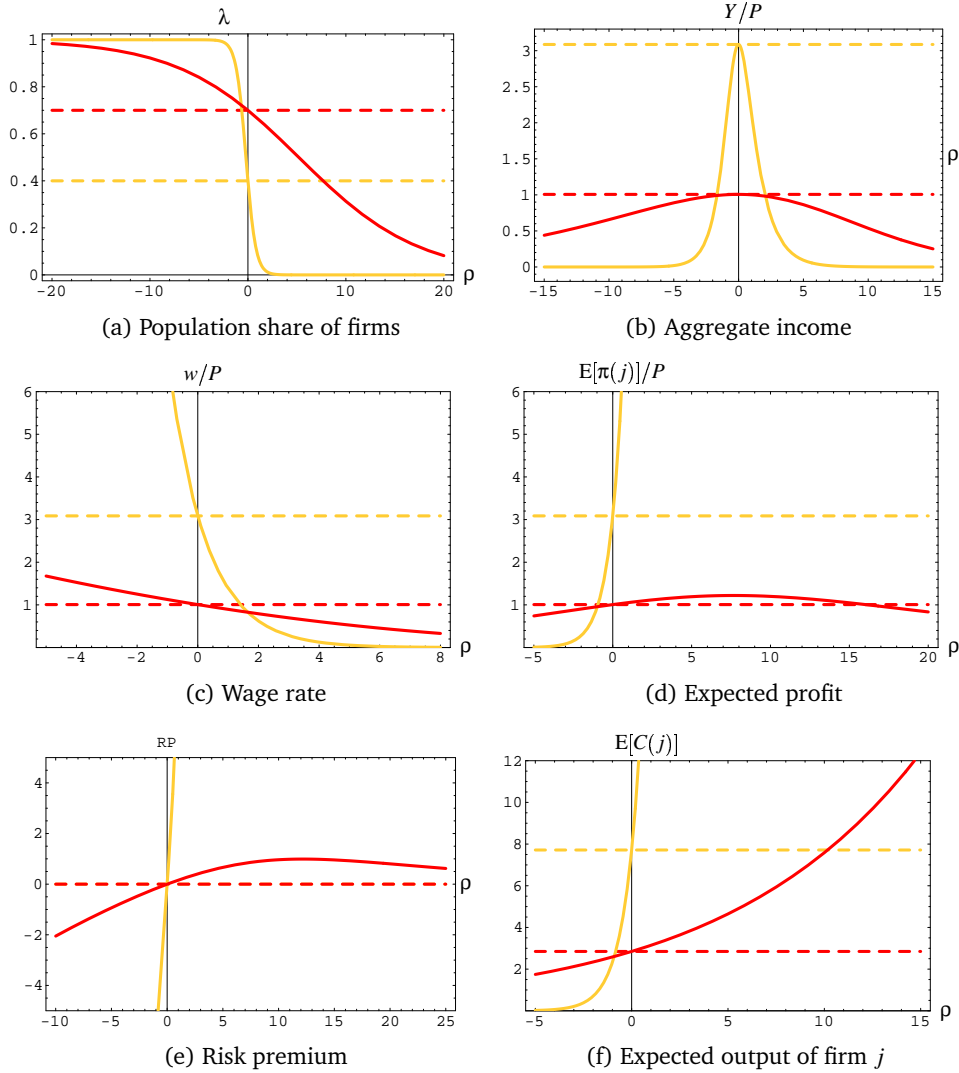 λ
1
0.8
0.6
0.4
0.2
0
−20 −10 0 10 20
ρ
(a) Population share of firms
Y/P
3
2.5
2
1.5
1
0.5
0
−15 −10 −5 0 5 10 15
ρ
(b) Aggregate income
w/P
6
5
4
3
2
1
−4 −2 0 2 4 6 8
ρ
(c) Wage rate
E[π(j)]/P
6
5
4
3
2
1
−5 0 5 10 15 20
ρ
(d) Expected profit
RP
4
2
0
−2
−4
−10 −5 0 5 10 15 20 25
ρ
(e) Risk premium
E[C(j)]
12
10
8
6
4
2
−5 0 5 10 15
ρ
(f) Expected output of firm j